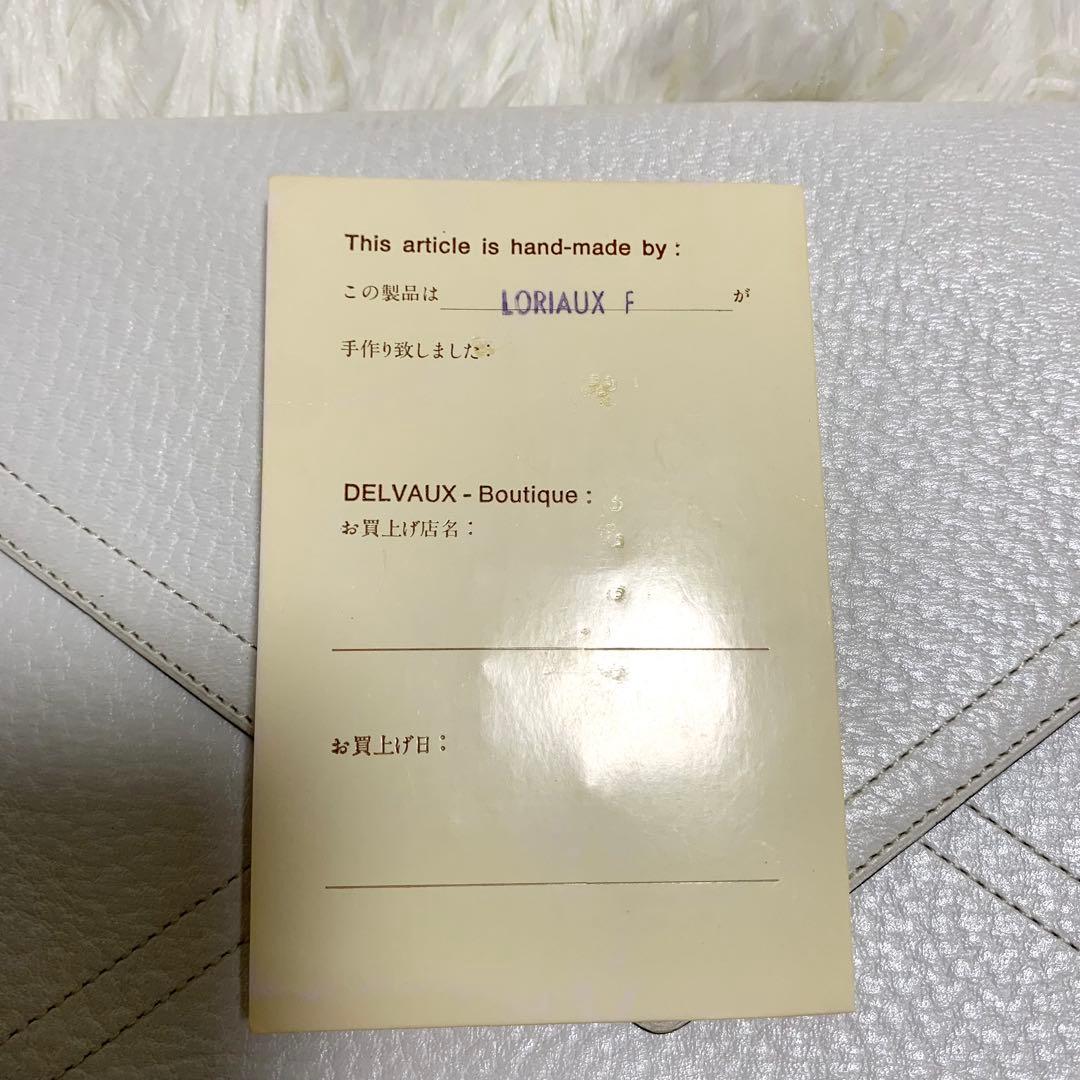 This article is hand-made by :
この製品は LORIAUX F が
手作り致しました:
DELVAUX - Boutique :
お買上げ店名:
お買上げ日: